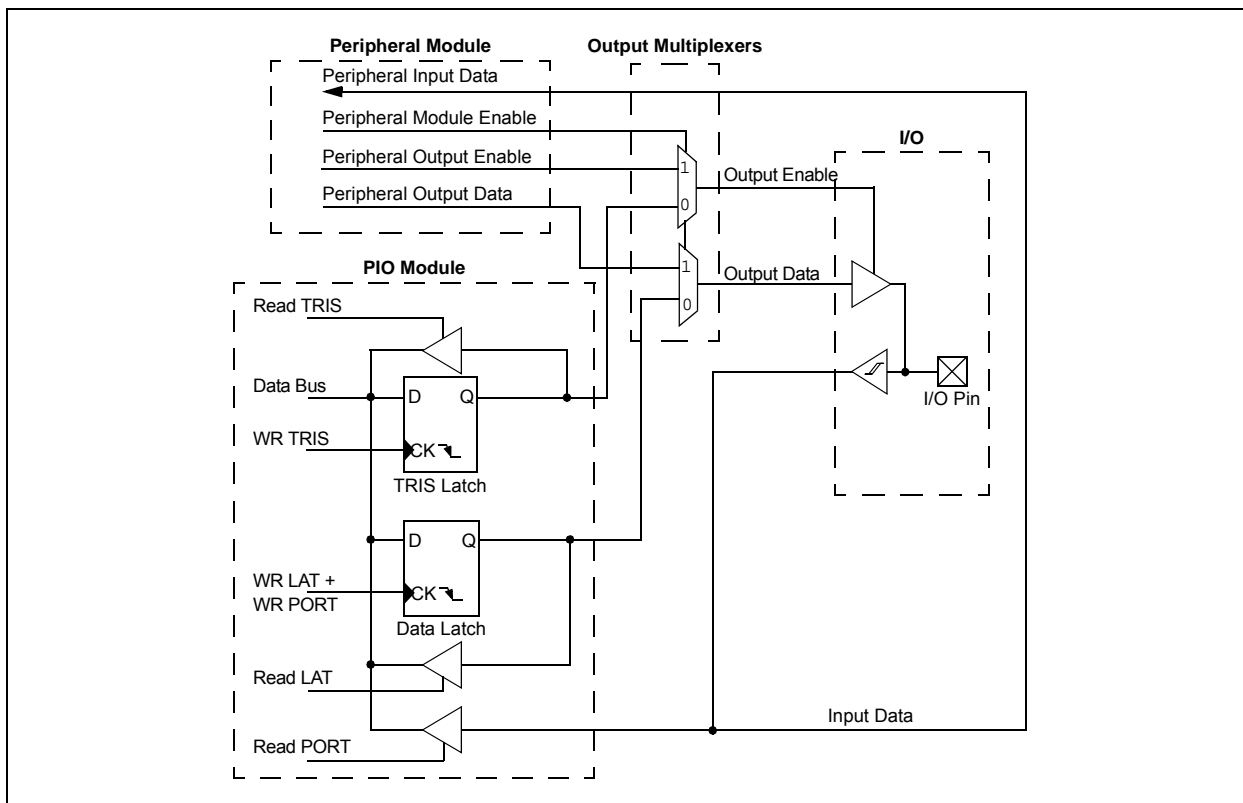 Peripheral Module
Output Multiplexers
Peripheral Input Data
Peripheral Module Enable
I/O
Peripheral Output Enable
1
Output Enable
Peripheral Output Data
0
PIO Module
1
Output Data
Read TRIS
0
Data Bus
D
Q
I/O Pin
WR TRIS
CK
TRIS Latch
D
Q
WR LAT +
WR PORT
CK
Data Latch
Read LAT
Input Data
Read PORT